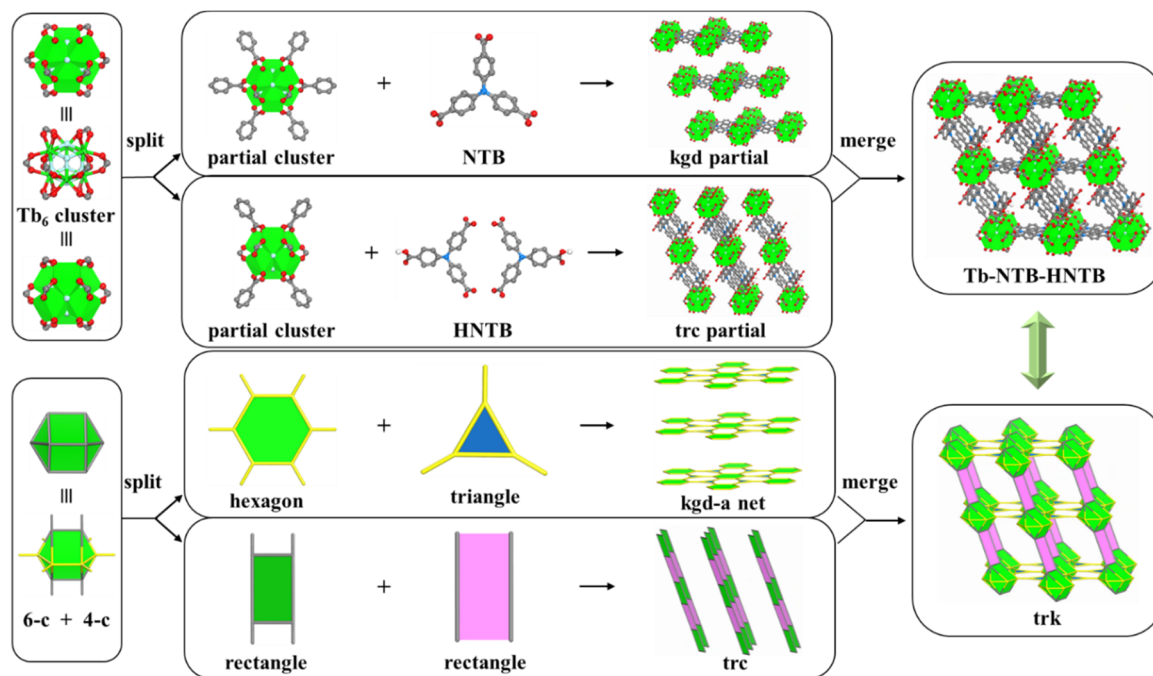 Tb6 cluster
split
partial cluster
+
NTB
kgd partial
partial cluster
+
HNTB
trc partial
merge
Tb-NTB-HNTB
6-c + 4-c
split
hexagon
+
triangle
kgd-a net
rectangle
+
rectangle
trc
merge
trk